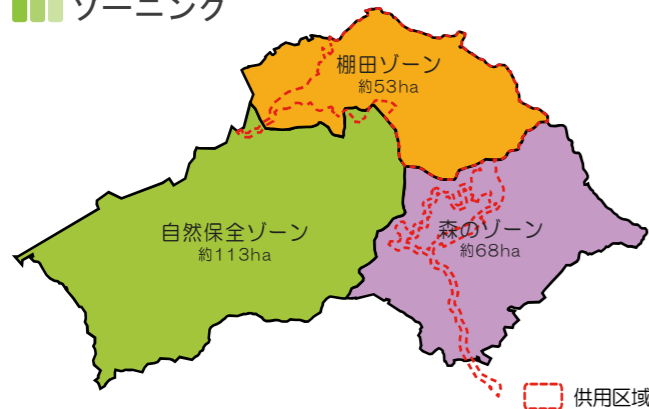 ゾーニング
棚田ゾーン
約53ha
自然保全ゾーン
約113ha
森のゾーン
約68ha
供用区域